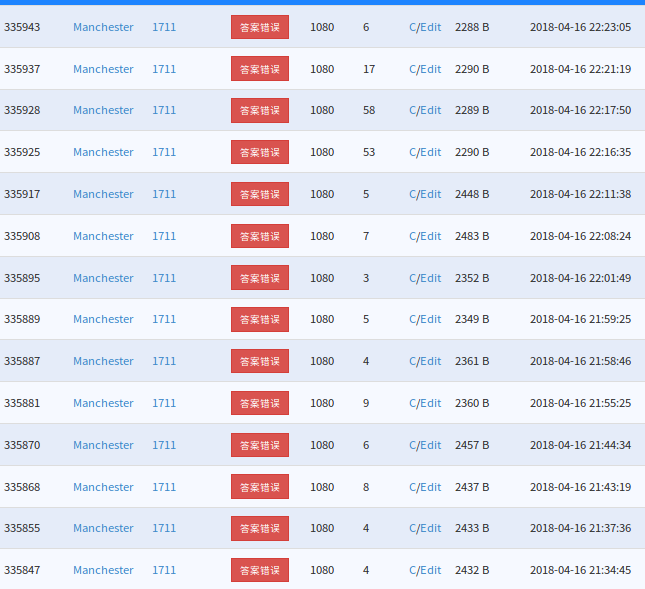 335943 Manchester 1711 答案错误 1080 6 C/Edit 2288 B 2018-04-16 22:23:05
335937 Manchester 1711 答案错误 1080 17 C/Edit 2290 B 2018-04-16 22:21:19
335928 Manchester 1711 答案错误 1080 58 C/Edit 2289 B 2018-04-16 22:17:50
335925 Manchester 1711 答案错误 1080 53 C/Edit 2290 B 2018-04-16 22:16:35
335917 Manchester 1711 答案错误 1080 5 C/Edit 2448 B 2018-04-16 22:11:38
335908 Manchester 1711 答案错误 1080 7 C/Edit 2483 B 2018-04-16 22:08:24
335895 Manchester 1711 答案错误 1080 3 C/Edit 2352 B 2018-04-16 22:01:49
335889 Manchester 1711 答案错误 1080 5 C/Edit 2349 B 2018-04-16 21:59:25
335887 Manchester 1711 答案错误 1080 4 C/Edit 2361 B 2018-04-16 21:58:46
335881 Manchester 1711 答案错误 1080 9 C/Edit 2360 B 2018-04-16 21:55:25
335870 Manchester 1711 答案错误 1080 6 C/Edit 2457 B 2018-04-16 21:44:34
335868 Manchester 1711 答案错误 1080 8 C/Edit 2437 B 2018-04-16 21:43:19
335855 Manchester 1711 答案错误 1080 4 C/Edit 2433 B 2018-04-16 21:37:36
335847 Manchester 1711 答案错误 1080 4 C/Edit 2432 B 2018-04-16 21:34:45